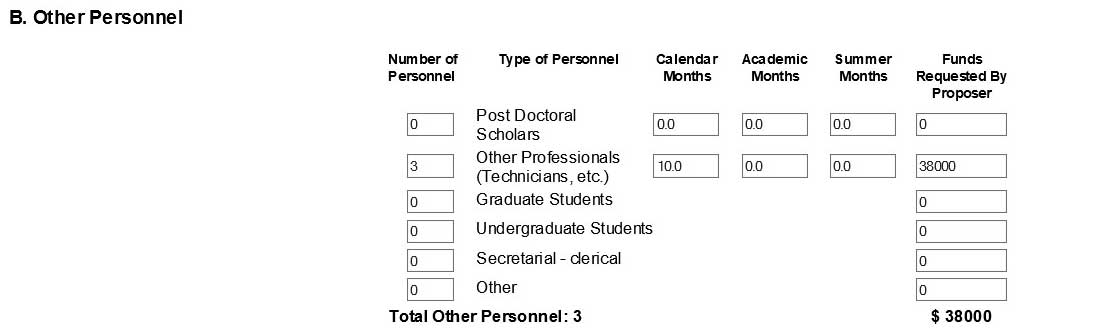 B. Other Personnel
Number of Personnel Type of Personnel Calendar Months Academic Months Summer Months Funds Requested By Proposer
0 Post Doctoral Scholars 0.0 0.0 0.0 0
3 Other Professionals (Technicians, etc.) 10.0 0.0 0.0 38000
0 Graduate Students 0
0 Undergraduate Students 0
0 Secretarial - clerical 0
0 Other 0
Total Other Personnel: 3 $ 38000